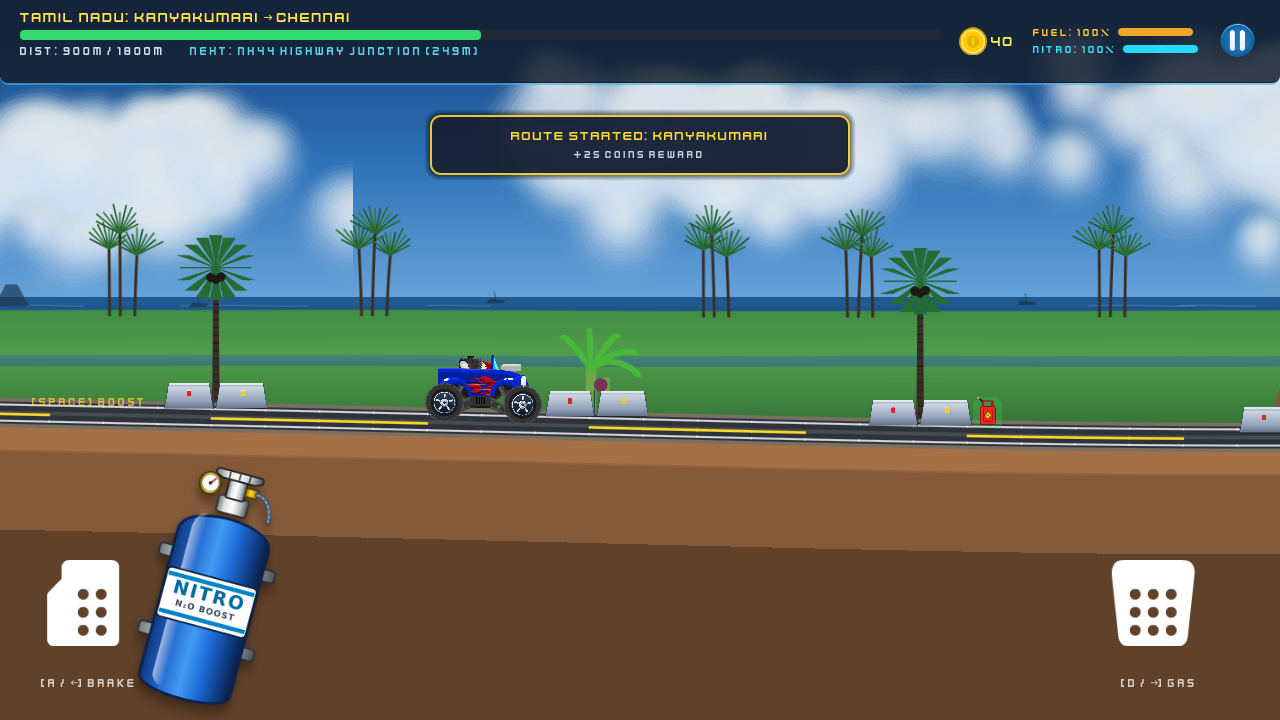 TAMIL NADU: KANYAKUMARI → CHENNAI
DIST: 900M / 1800M
NEXT: NH44 HIGHWAY JUNCTION (249M)
40
FUEL: 100%
NITRO: 100%
ROUTE STARTED: KANYAKUMARI
+25 COINS REWARD
[SPACE] BOOST
NITRO
N₂O BOOST
[A / ←] BRAKE
[D / →] GAS